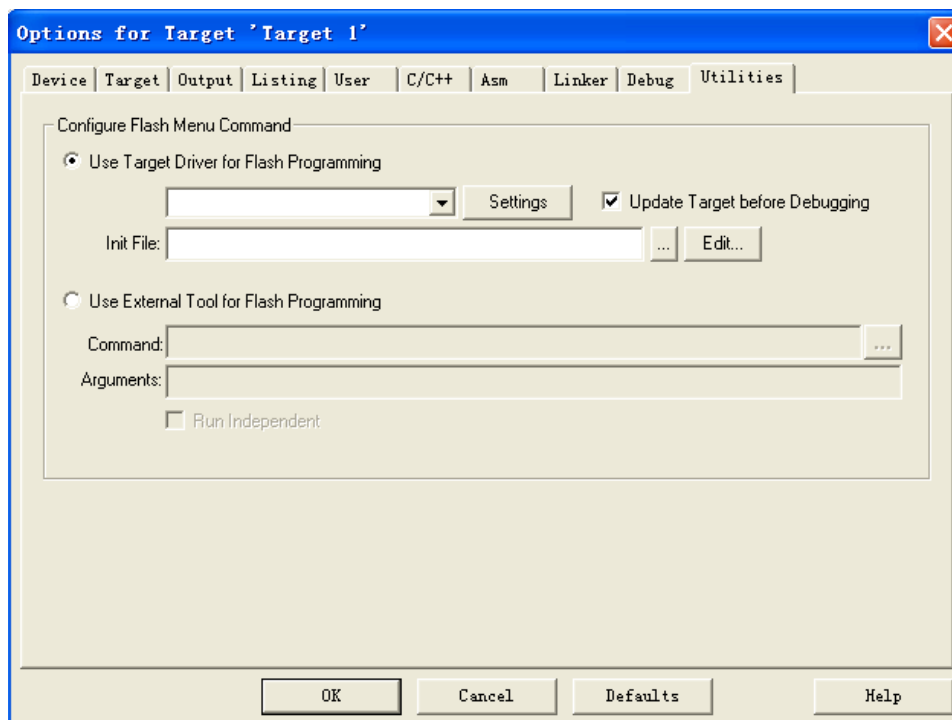 Options for Target 'Target 1'
Device Target Output Listing User C/C++ Asm Linker Debug Utilities
Configure Flash Menu Command
Use Target Driver for Flash Programming
Settings Update Target before Debugging
Init File: ... Edit...
Use External Tool for Flash Programming
Command: ...
Arguments:
Run Independent
OK Cancel Defaults Help